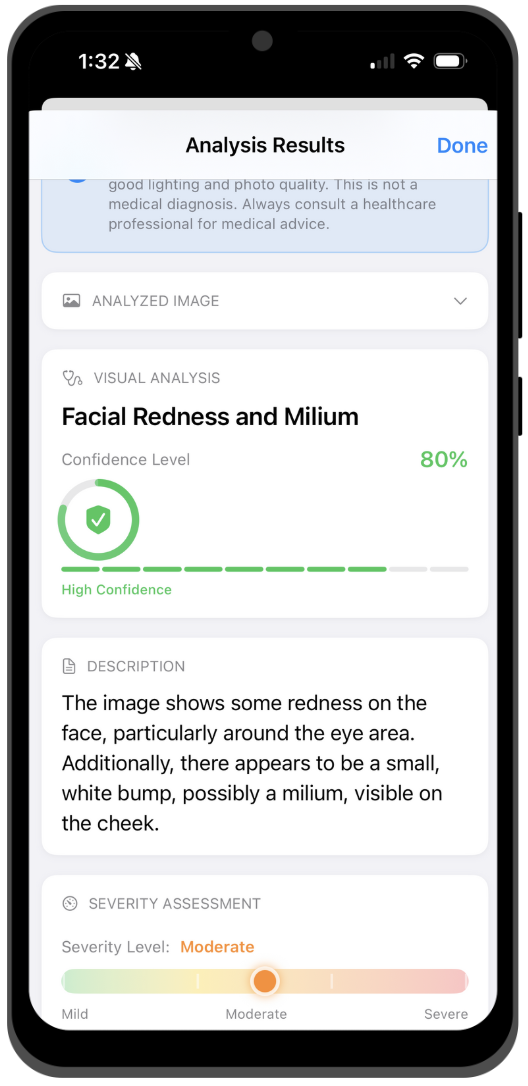 1:32
Analysis Results
Done
good lighting and photo quality. This is not a
medical diagnosis. Always consult a healthcare
professional for medical advice.
ANALYZED IMAGE
VISUAL ANALYSIS
Facial Redness and Milium
Confidence Level
80%
High Confidence
DESCRIPTION
The image shows some redness on the
face, particularly around the eye area.
Additionally, there appears to be a small,
white bump, possibly a milium, visible on
the cheek.
SEVERITY ASSESSMENT
Severity Level: Moderate
Mild
Moderate
Severe